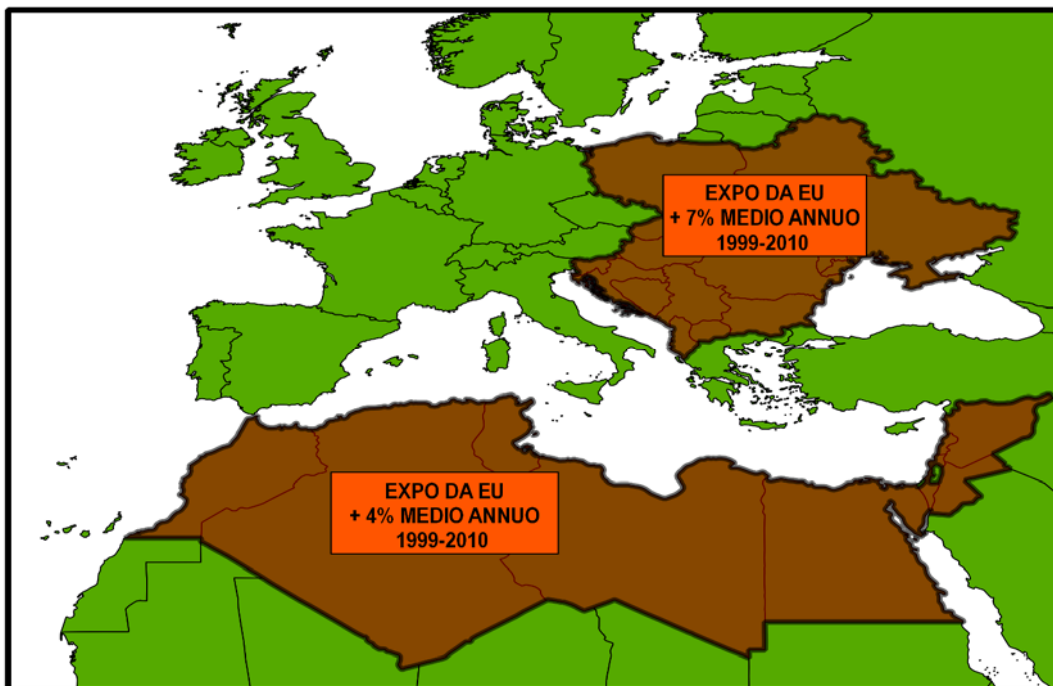 EXPO DA EU
+ 7% MEDIO ANNUO
1999-2010
EXPO DA EU
+ 4% MEDIO ANNUO
1999-2010